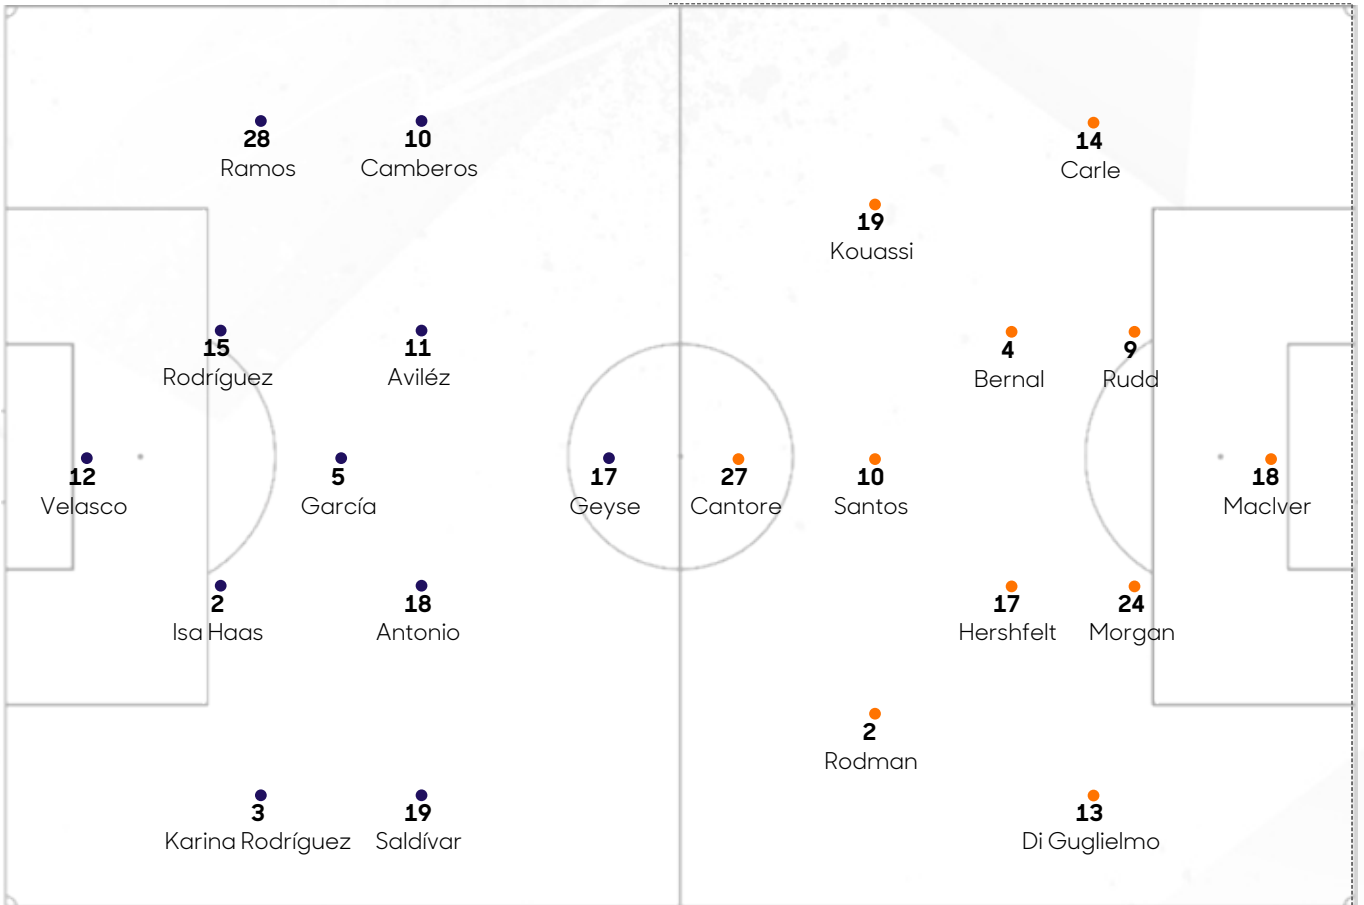 28
Ramos
10
Camberos
14
Carle
19
Kouassi
15
Rodríguez
11
Aviléz
4
Bernal
9
Rudd
12
Velasco
5
García
17
Geyse
27
Cantore
10
Santos
18
MacIver
2
Isa Haas
18
Antonio
17
Hershfelt
24
Morgan
2
Rodman
3
Karina Rodríguez
19
Saldívar
13
Di Guglielmo